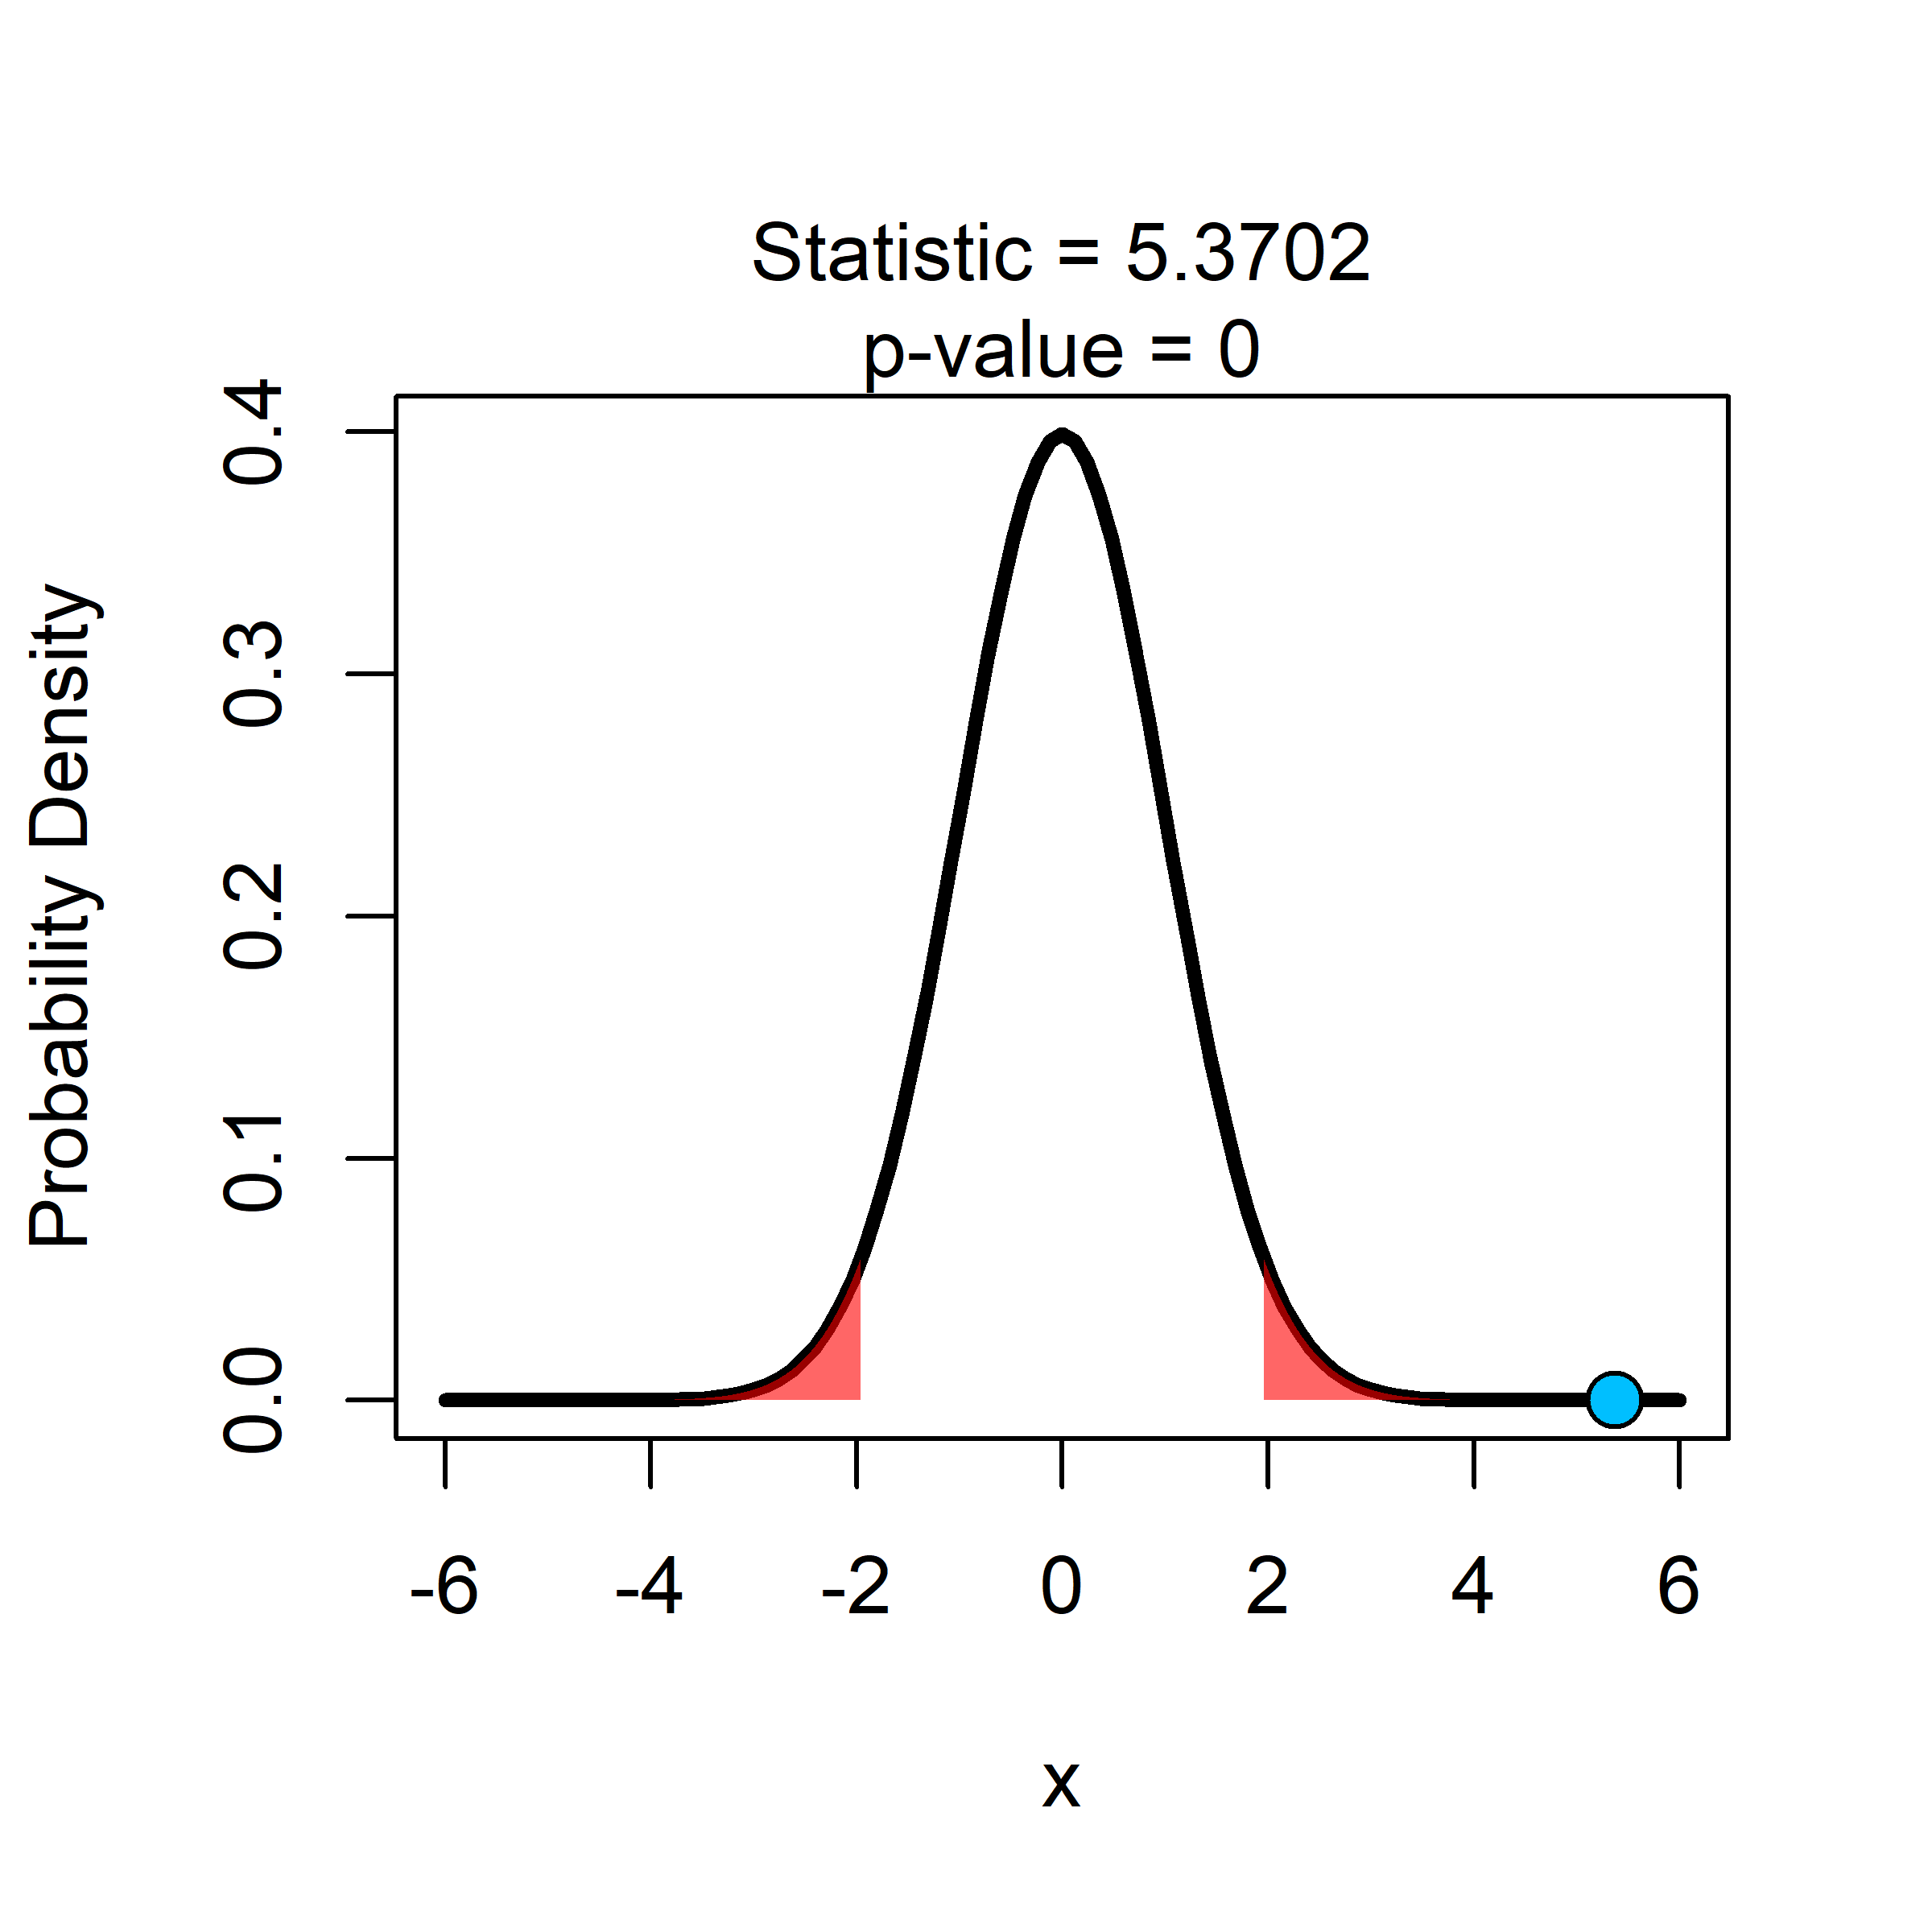 Statistic = 5.3702
p-value = 0
Probability Density
0.4
0.3
0.2
0.1
0.0
-6 -4 -2 0 2 4 6
x